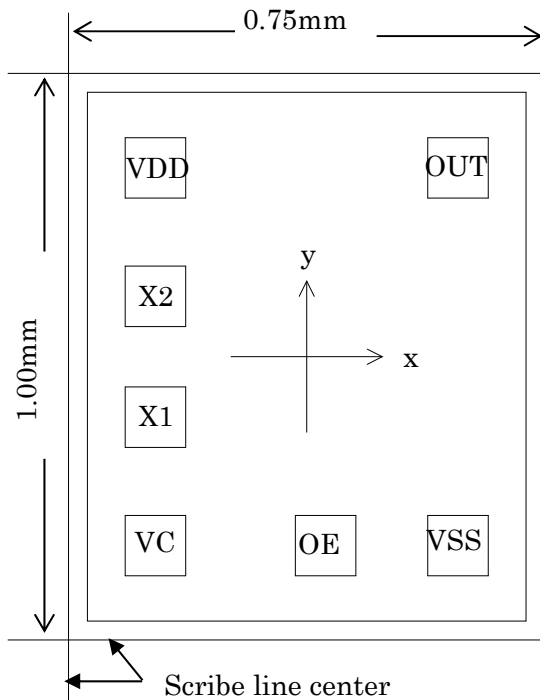 0.75mm
VDD
OUT
y
X2
x
1.00mm
X1
VC
OE
VSS
Scribe line center